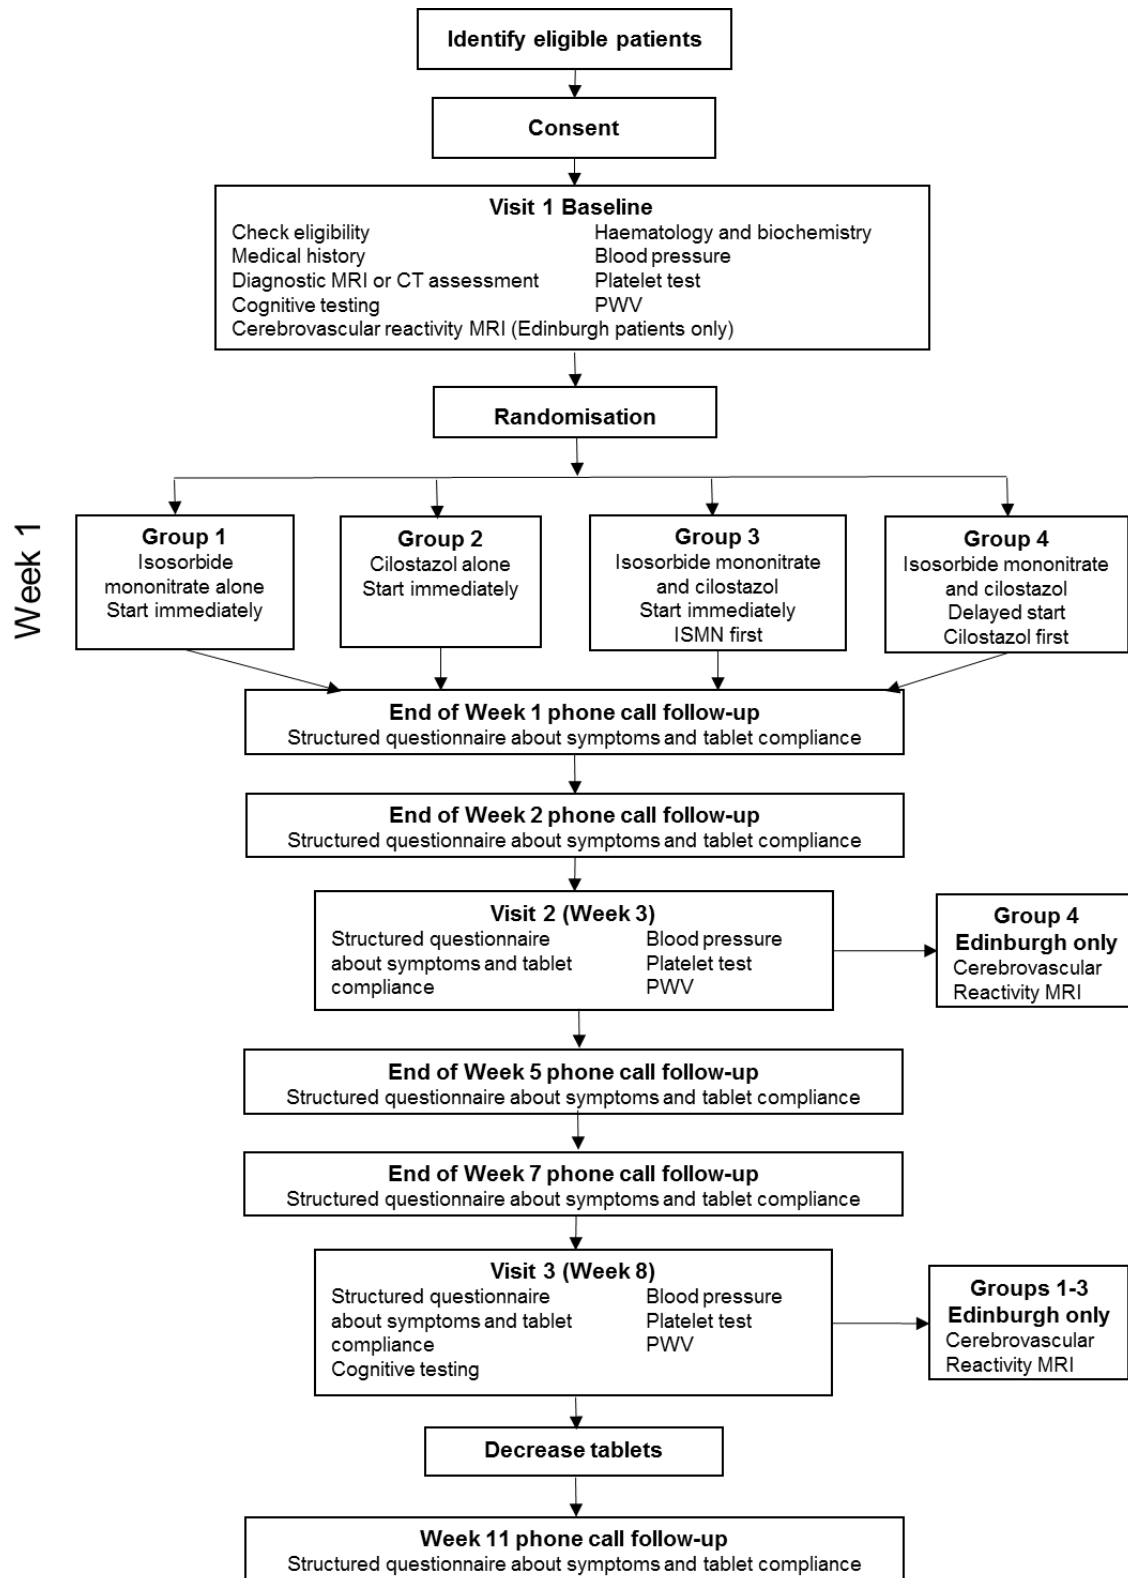 Identify eligible patients
Consent
Visit 1 Baseline
Check eligibility
Medical history
Diagnostic MRI or CT assessment
Cognitive testing
Haematology and biochemistry
Blood pressure
Platelet test
PWV
Cerebrovascular reactivity MRI (Edinburgh patients only)
Randomisation
Week 1
Group 1
Isosorbide
mononitrate alone
Start immediately
Group 2
Cilostazol alone
Start immediately
Group 3
Isosorbide mononitrate
and cilostazol
Start immediately
ISMN first
Group 4
Isosorbide mononitrate
and cilostazol
Delayed start
Cilostazol first
End of Week 1 phone call follow-up
Structured questionnaire about symptoms and tablet compliance
End of Week 2 phone call follow-up
Structured questionnaire about symptoms and tablet compliance
Visit 2 (Week 3)
Structured questionnaire
about symptoms and tablet
compliance
Blood pressure
Platelet test
PWV
Group 4
Edinburgh only
Cerebrovascular
Reactivity MRI
End of Week 5 phone call follow-up
Structured questionnaire about symptoms and tablet compliance
End of Week 7 phone call follow-up
Structured questionnaire about symptoms and tablet compliance
Visit 3 (Week 8)
Structured questionnaire
about symptoms and tablet
compliance
Cognitive testing
Blood pressure
Platelet test
PWV
Groups 1-3
Edinburgh only
Cerebrovascular
Reactivity MRI
Decrease tablets
Week 11 phone call follow-up
Structured questionnaire about symptoms and tablet compliance